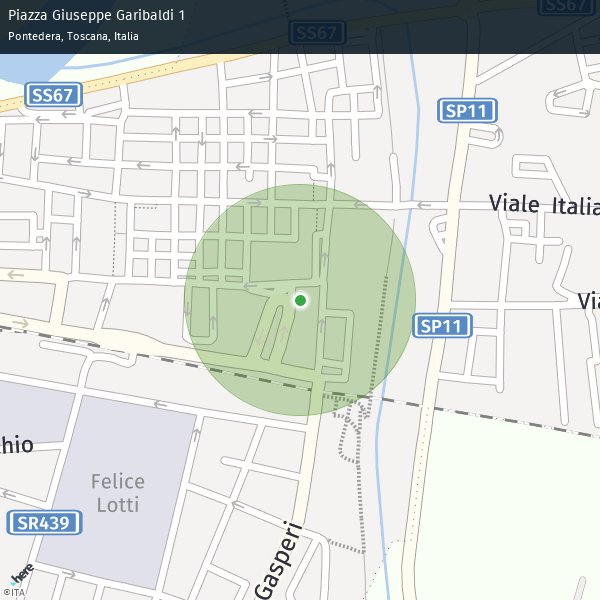 Piazza Giuseppe Garibaldi 1
Pontedera, Toscana, Italia
SS67
SS67
SS67
SP11
Viale Italia
Via
SP11
hio
Felice
Lotti
SR439
Gasperi
here
©ITA